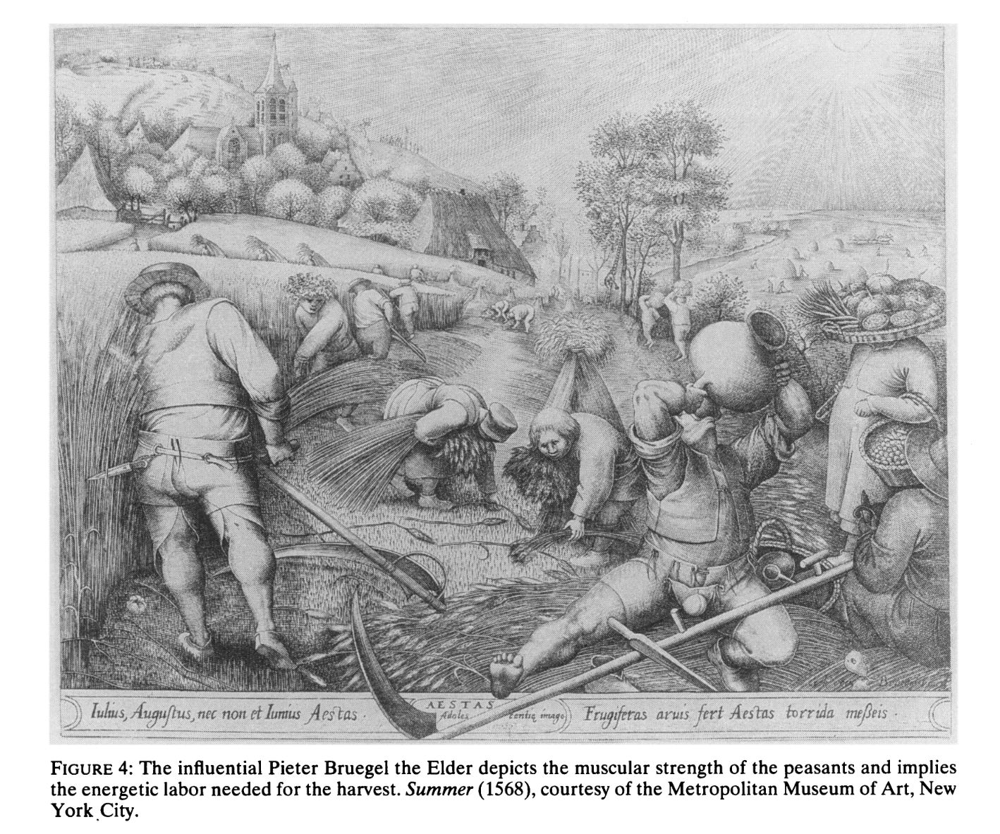 Iulius, Auguſtus, nec non et Iunius Aestas.
AESTAS
Adoles centiæ imago
Frugiferas aruis fert Aestas torrida meßeis.
FIGURE 4: The influential Pieter Bruegel the Elder depicts the muscular strength of the peasants and implies
the energetic labor needed for the harvest. Summer (1568), courtesy of the Metropolitan Museum of Art, New
York City.